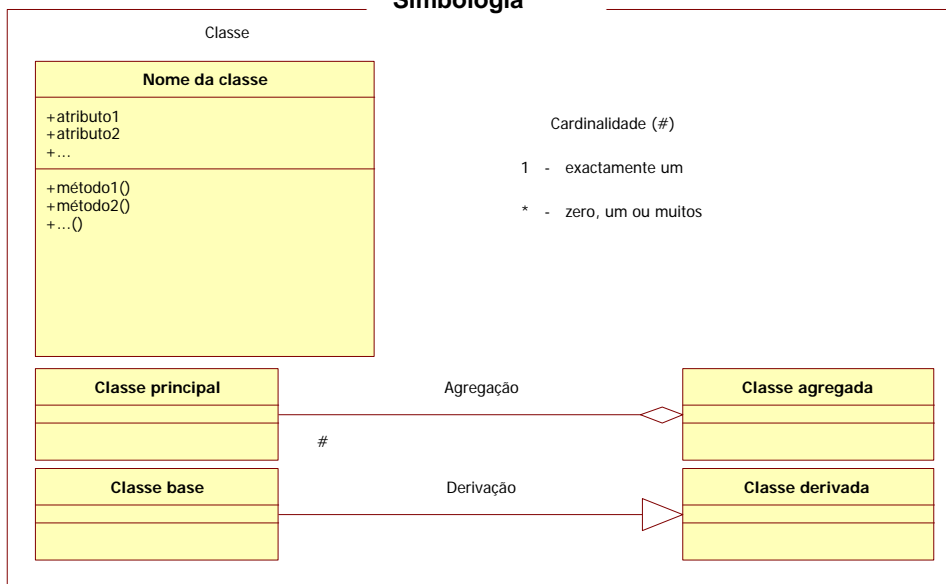 Simbologia
Classe
Nome da classe
+atributo1
+atributo2
+...
+método1()
+método2()
+...()
Cardinalidade (#)
1 - exactamente um
* - zero, um ou muitos
Classe principal
Agregação
Classe agregada
#
Classe base
Derivação
Classe derivada